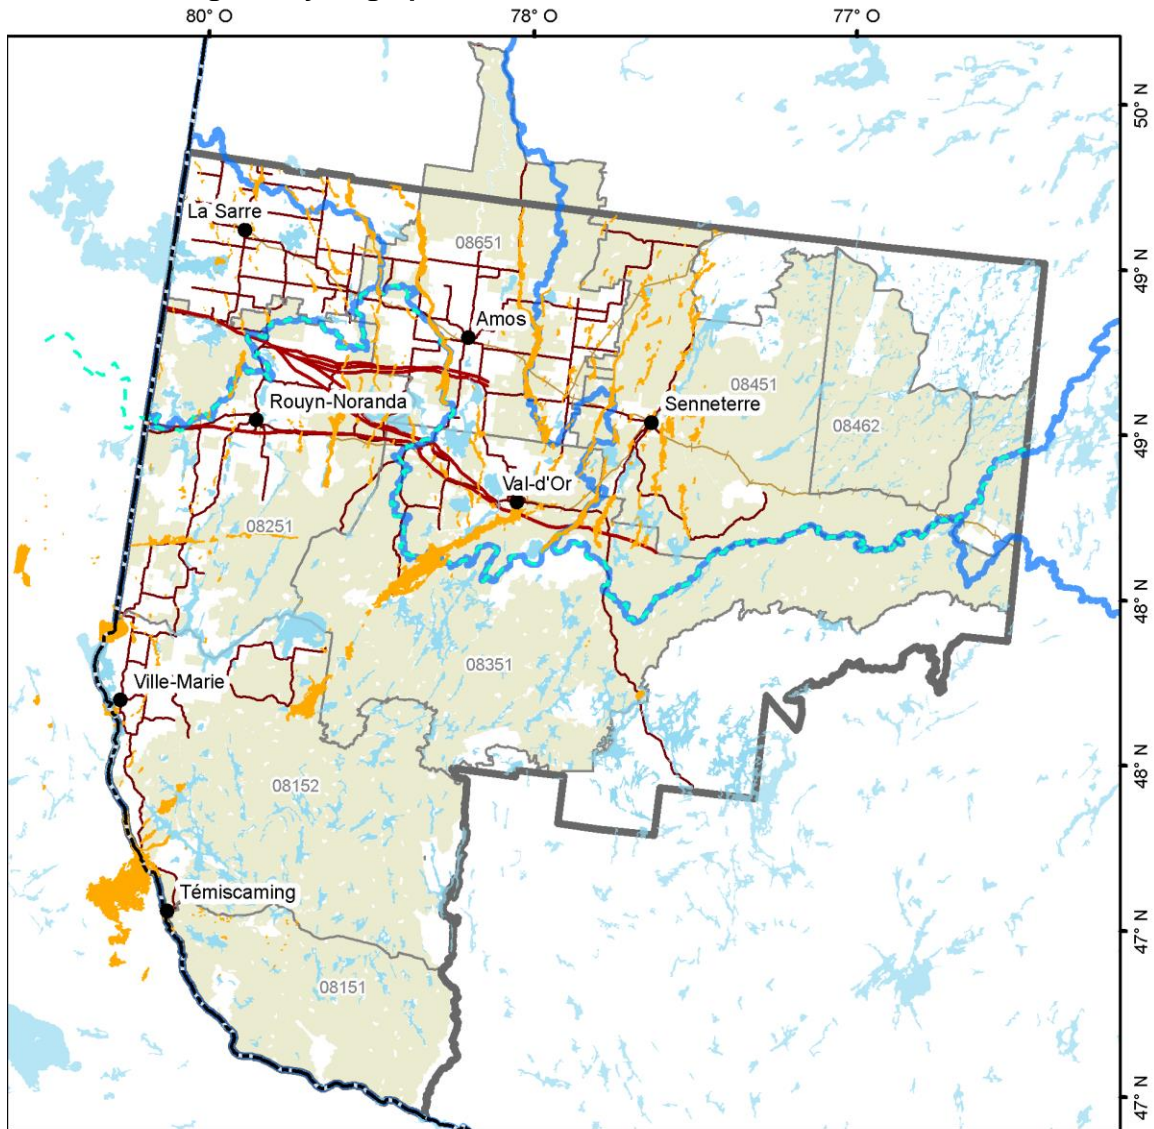 80° O
78° O
77° O
50° N
La Sarre
08651
49° N
Amos
08451
Rouyn-Noranda
Senneterre
08462
49° N
Val-d'Or
08251
48° N
08351
Ville-Marie
48° N
08152
Témiscaming
47° N
08151
47° N